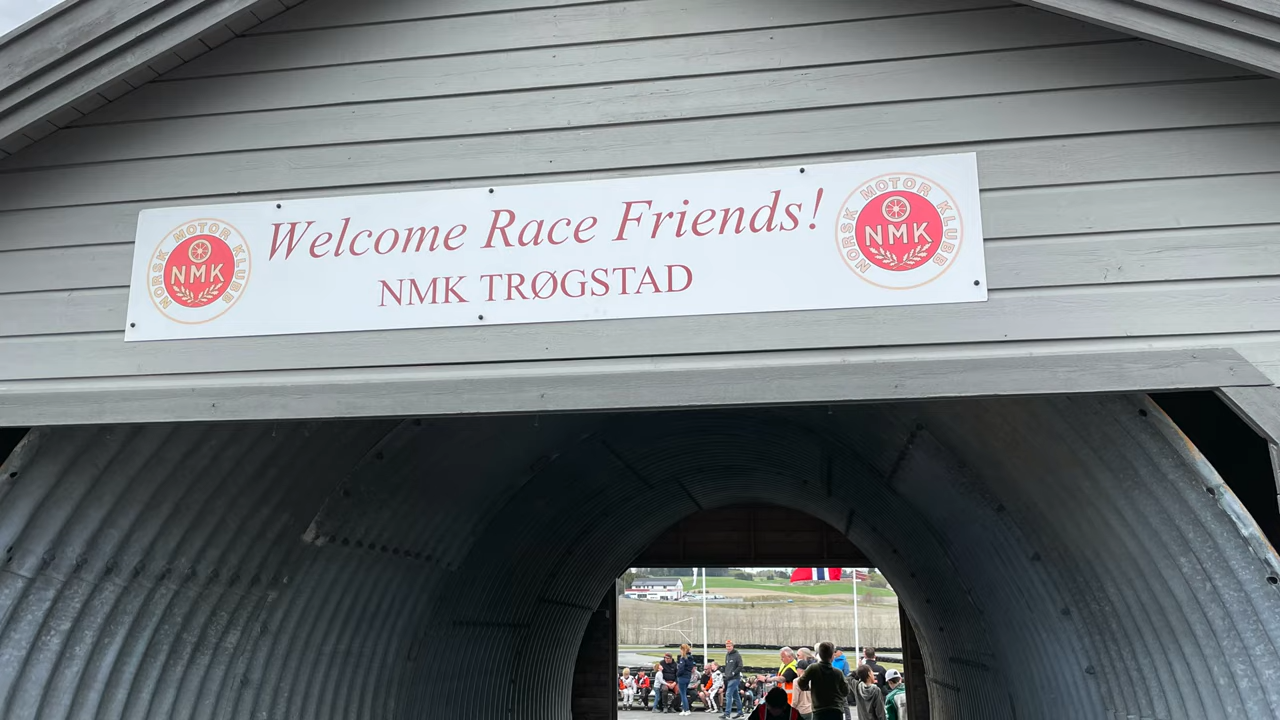 NORSK MOTOR KLUBB
NMK
Welcome Race Friends!
NMK TRØGSTAD
NORSK MOTOR KLUBB
NMK